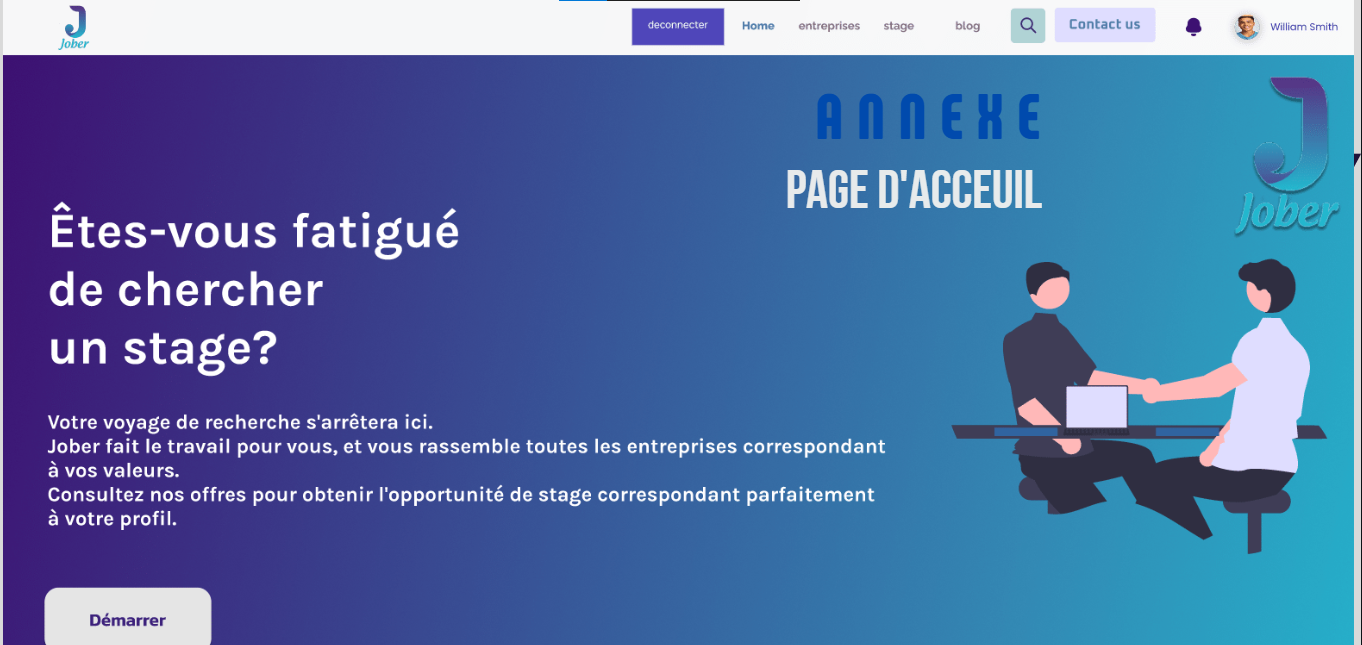 Jober
deconnecter
Home
entreprises
stage
blog
Contact us
William Smith
ANNEXE
PAGE D'ACCEUIL
Jober
Êtes-vous fatigué
de chercher
un stage?
Votre voyage de recherche s'arrêtera ici.
Jober fait le travail pour vous, et vous rassemble toutes les entreprises correspondant
à vos valeurs.
Consultez nos offres pour obtenir l'opportunité de stage correspondant parfaitement
à votre profil.
Démarrer